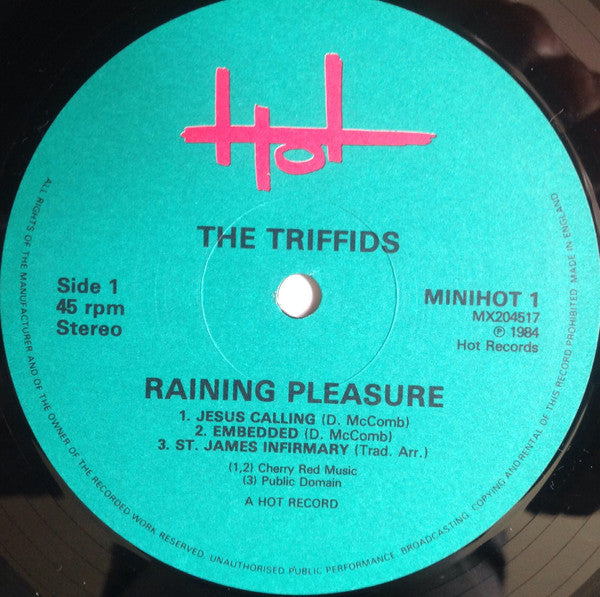 Hot
THE TRIFFIDS
Side 1
45 rpm
Stereo
MINIHOT 1
MX204517
℗ 1984
Hot Records
RAINING PLEASURE
1. JESUS CALLING (D. McComb)
2. EMBEDDED (D. McComb)
3. ST. JAMES INFIRMARY (Trad. Arr.)
(1,2) Cherry Red Music
(3) Public Domain
A HOT RECORD
ALL RIGHTS OF THE MANUFACTURER AND OF THE OWNER OF THE RECORDED WORK RESERVED. UNAUTHORISED PUBLIC PERFORMANCE. BROADCASTING. COPYING AND RENTAL OF THIS RECORD PROHIBITED. MADE IN ENGLAND